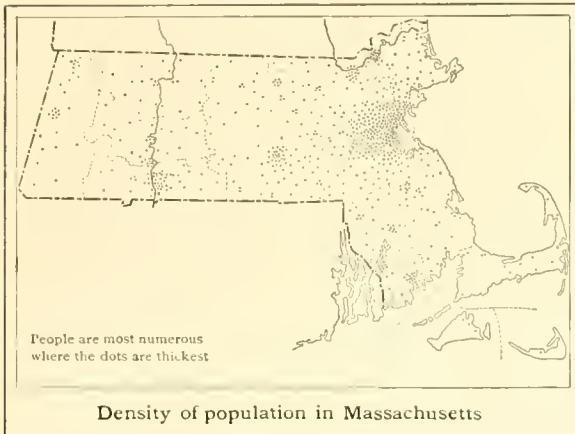 People are most numerous
where the dots are thickest
Density of population in Massachusetts